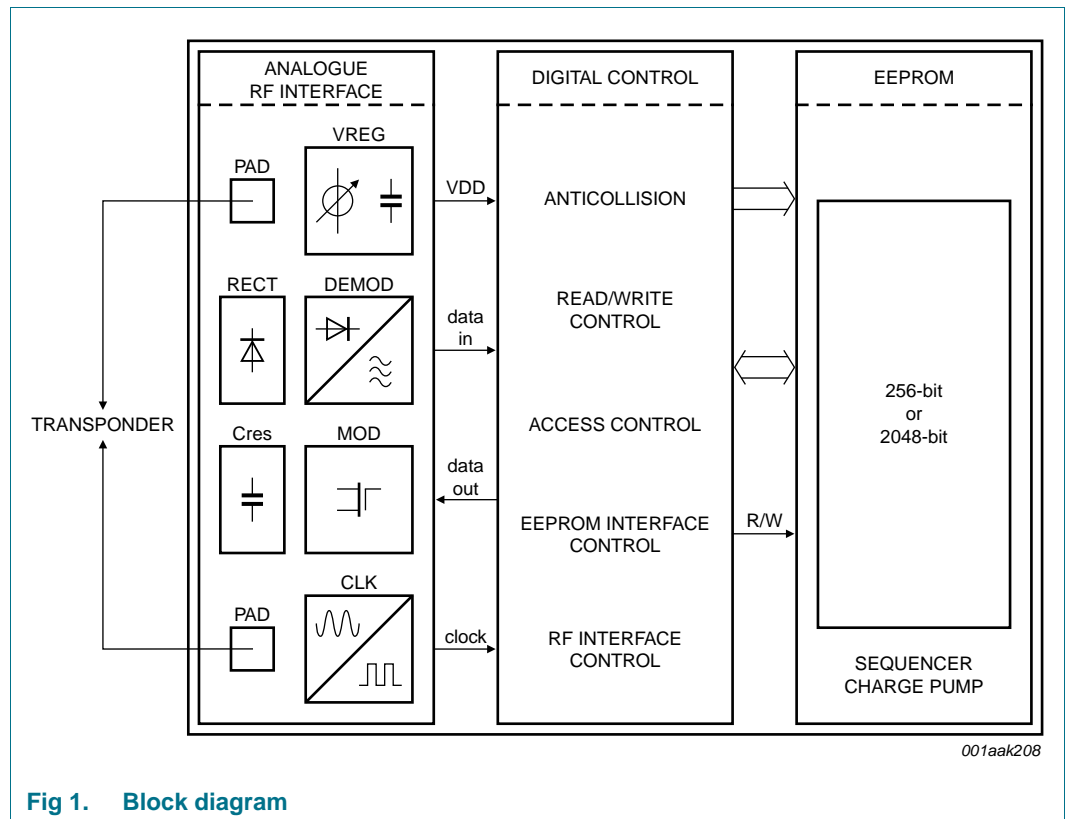 ANALOGUE
RF INTERFACE
VREG
PAD
RECT
DEMOD
TRANSPONDER
Cres
MOD
CLK
PAD
VDD
data
in
data
out
clock
DIGITAL CONTROL
ANTICOLLISION
READ/WRITE
CONTROL
ACCESS CONTROL
EEPROM INTERFACE
CONTROL
RF INTERFACE
CONTROL
R/W
EEPROM
256-bit
or
2048-bit
SEQUENCER
CHARGE PUMP
001aak208
Fig 1. Block diagram